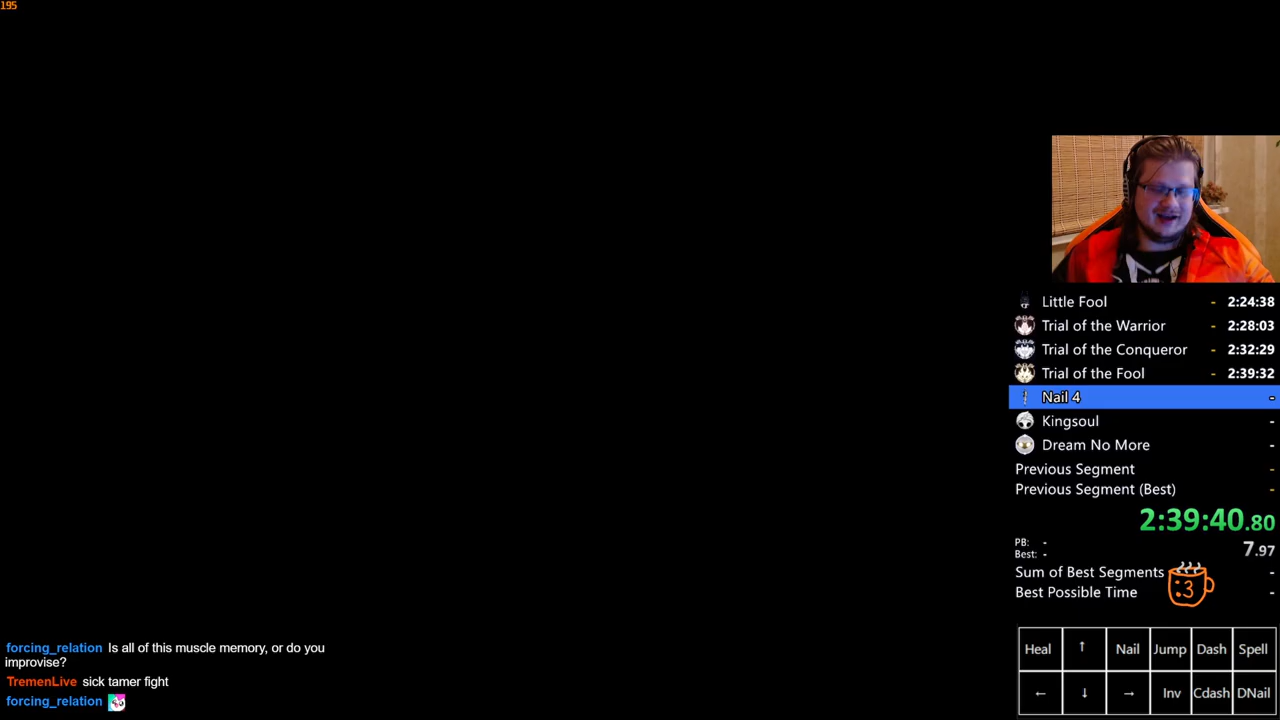 195
Little Fool - 2:24:38
Trial of the Warrior - 2:28:03
Trial of the Conqueror - 2:32:29
Trial of the Fool - 2:39:32
Nail 4 -
Kingsoul -
Dream No More -
Previous Segment -
Previous Segment (Best) -
2:39:40.80
PB: - 7.97
Best: -
Sum of Best Segments -
Best Possible Time -
:3
Heal ↑ Nail Jump Dash Spell
← ↓ → Inv Cdash DNail
forcing_relation Is all of this muscle memory, or do you
improvise?
TremenLive sick tamer fight
forcing_relation